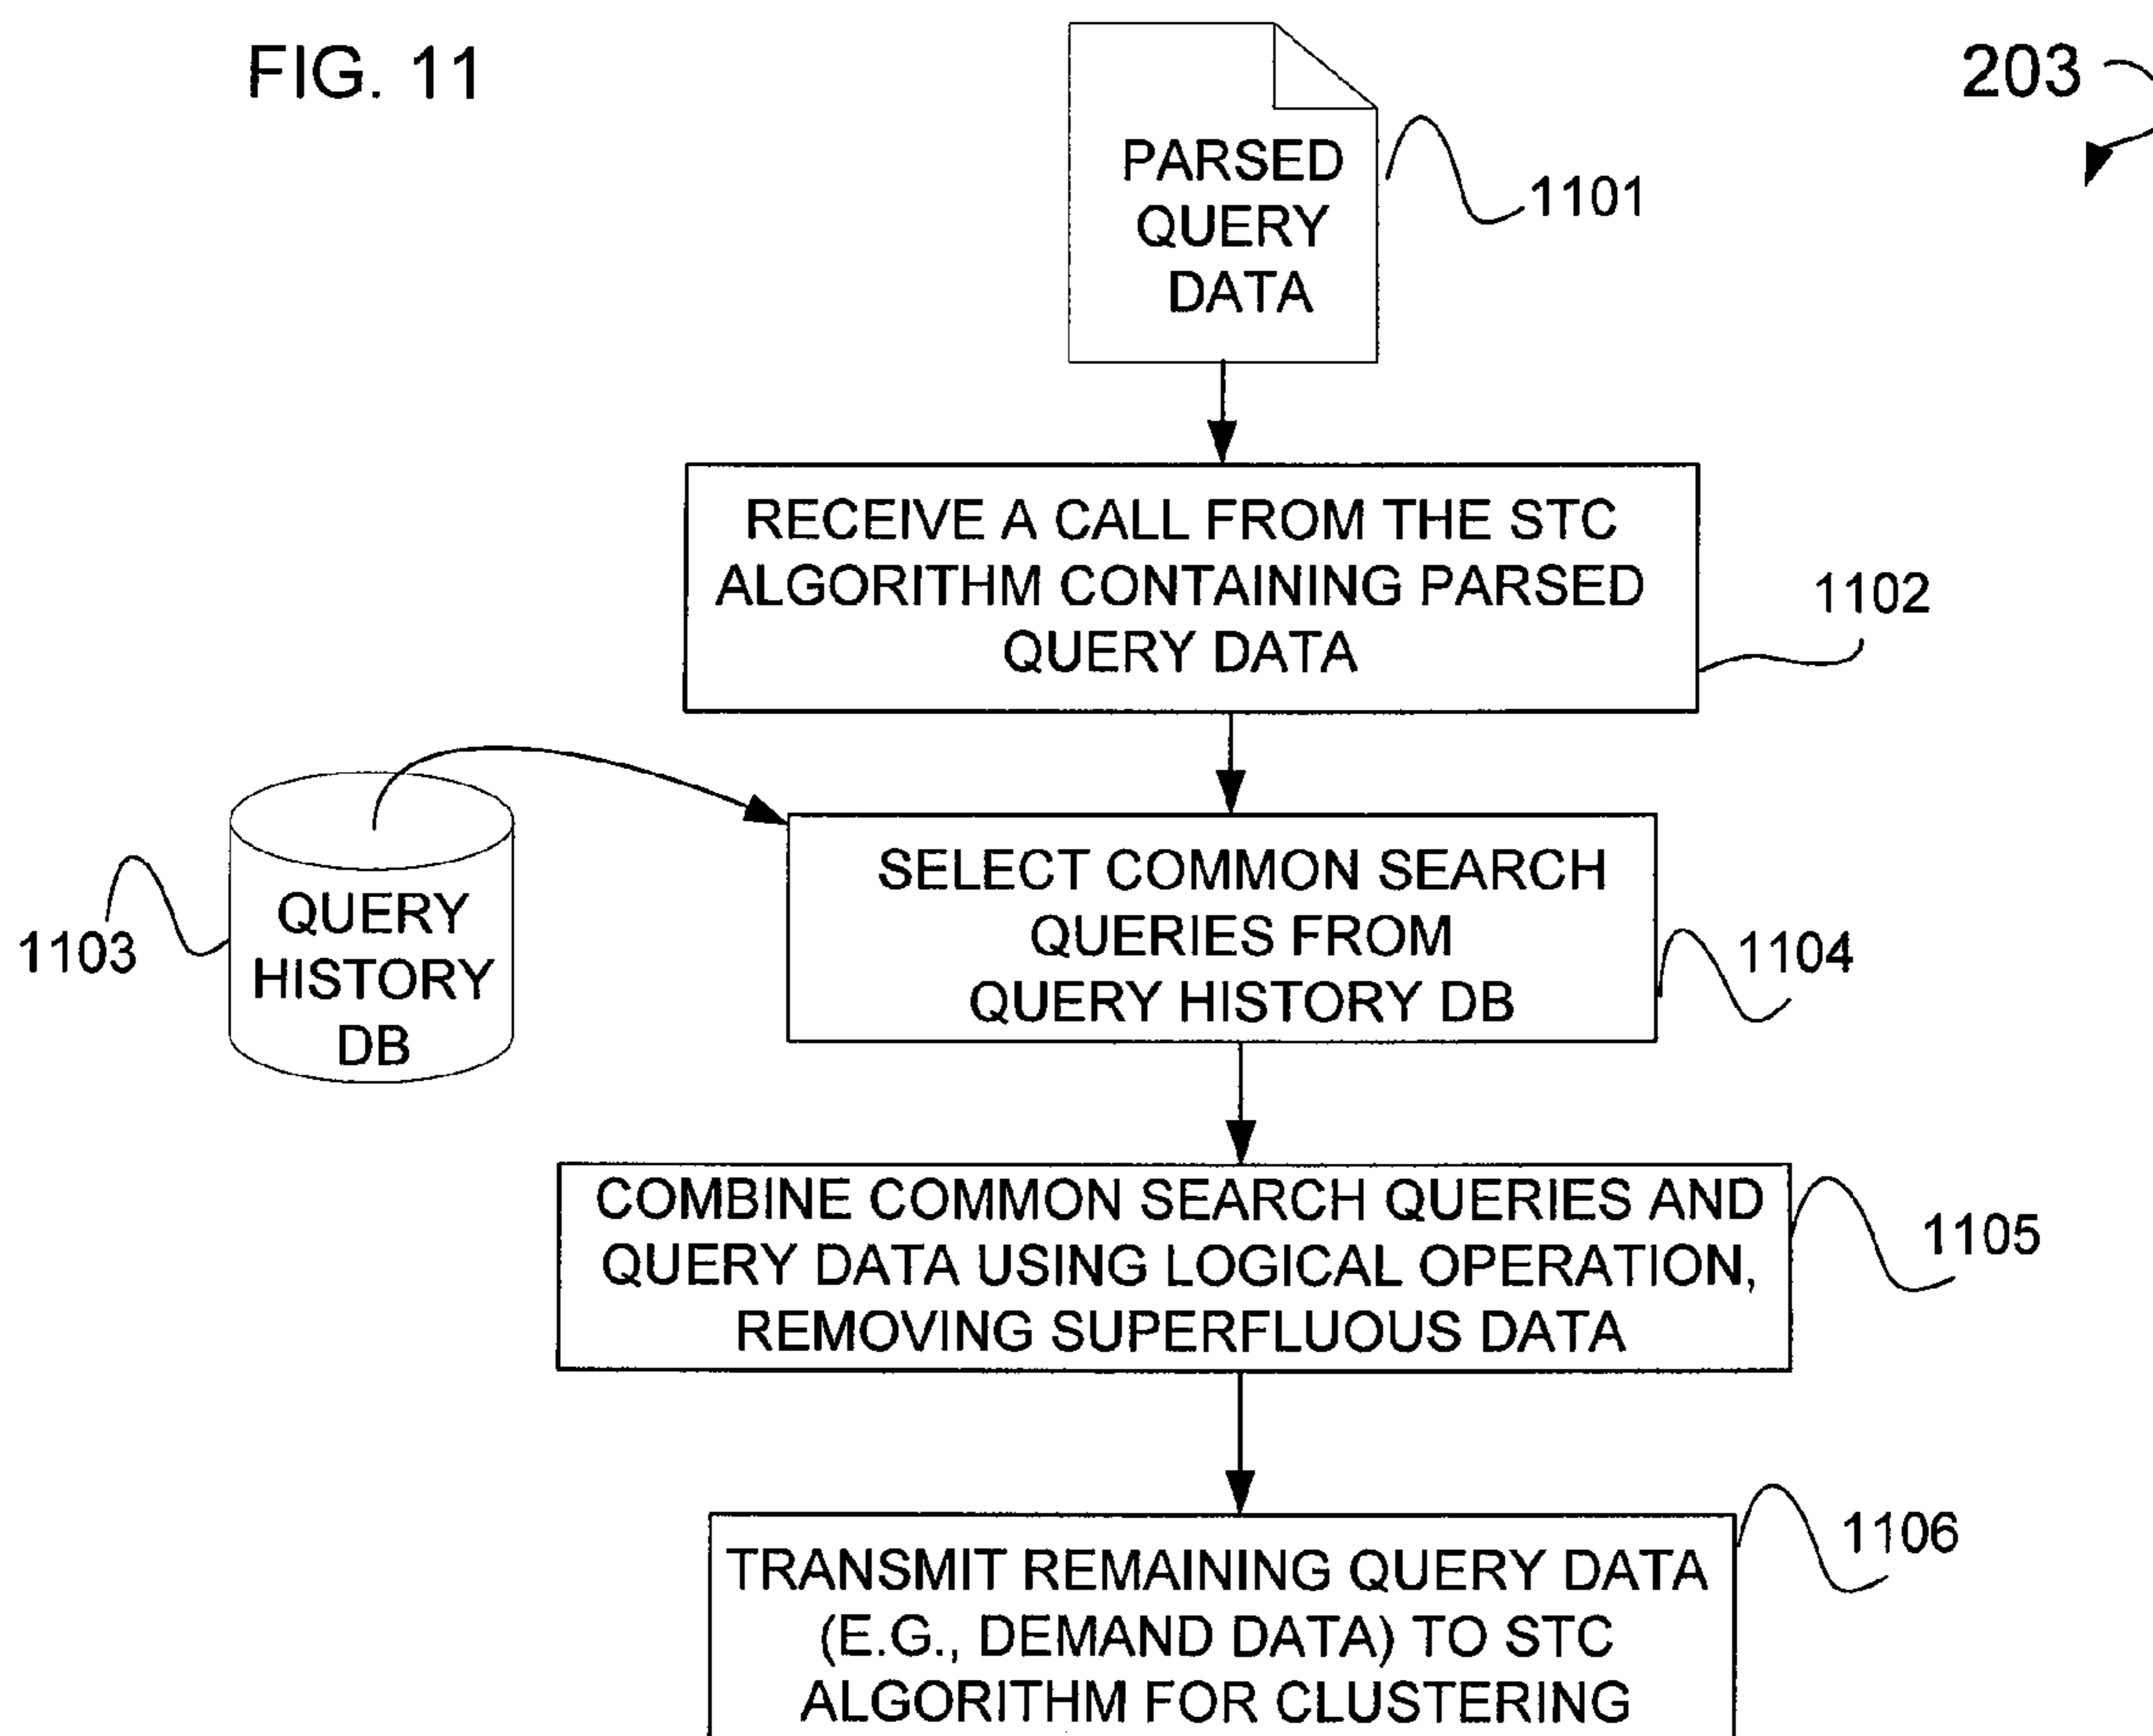 FIG. 11
203
PARSED
QUERY
DATA
1101
RECEIVE A CALL FROM THE STC
ALGORITHM CONTAINING PARSED
QUERY DATA
1102
QUERY
HISTORY
DB
1103
SELECT COMMON SEARCH
QUERIES FROM
QUERY HISTORY DB
1104
COMBINE COMMON SEARCH QUERIES AND
QUERY DATA USING LOGICAL OPERATION,
REMOVING SUPERFLUOUS DATA
1105
TRANSMIT REMAINING QUERY DATA
(E.G., DEMAND DATA) TO STC
ALGORITHM FOR CLUSTERING
1106